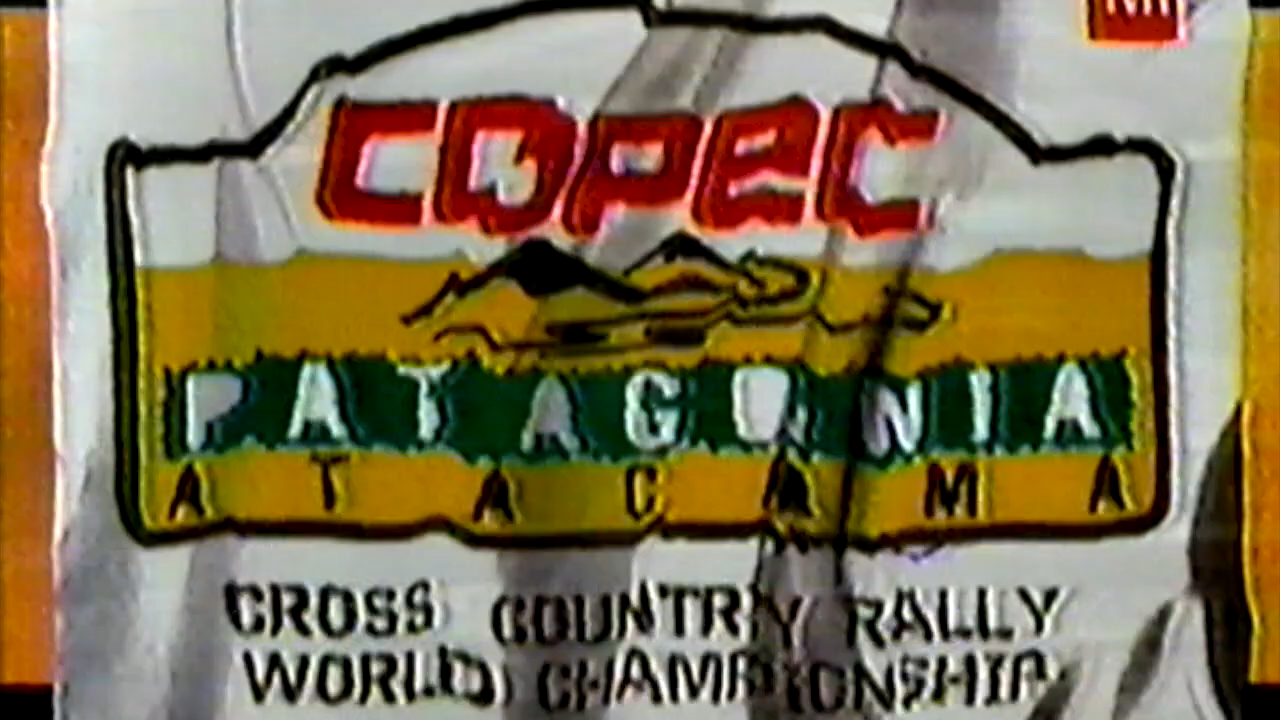 copec
PATAGONIA
ATACAMA
CROSS COUNTRY RALLY
WORLD CHAMPIONSHIP